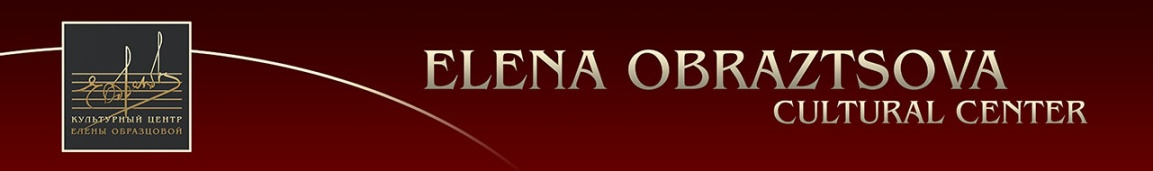 КУЛЬТУРНЫЙ ЦЕНТР
ЕЛЕНЫ ОБРАЗЦОВОЙ
ELENA OBRAZTSOVA
CULTURAL CENTER